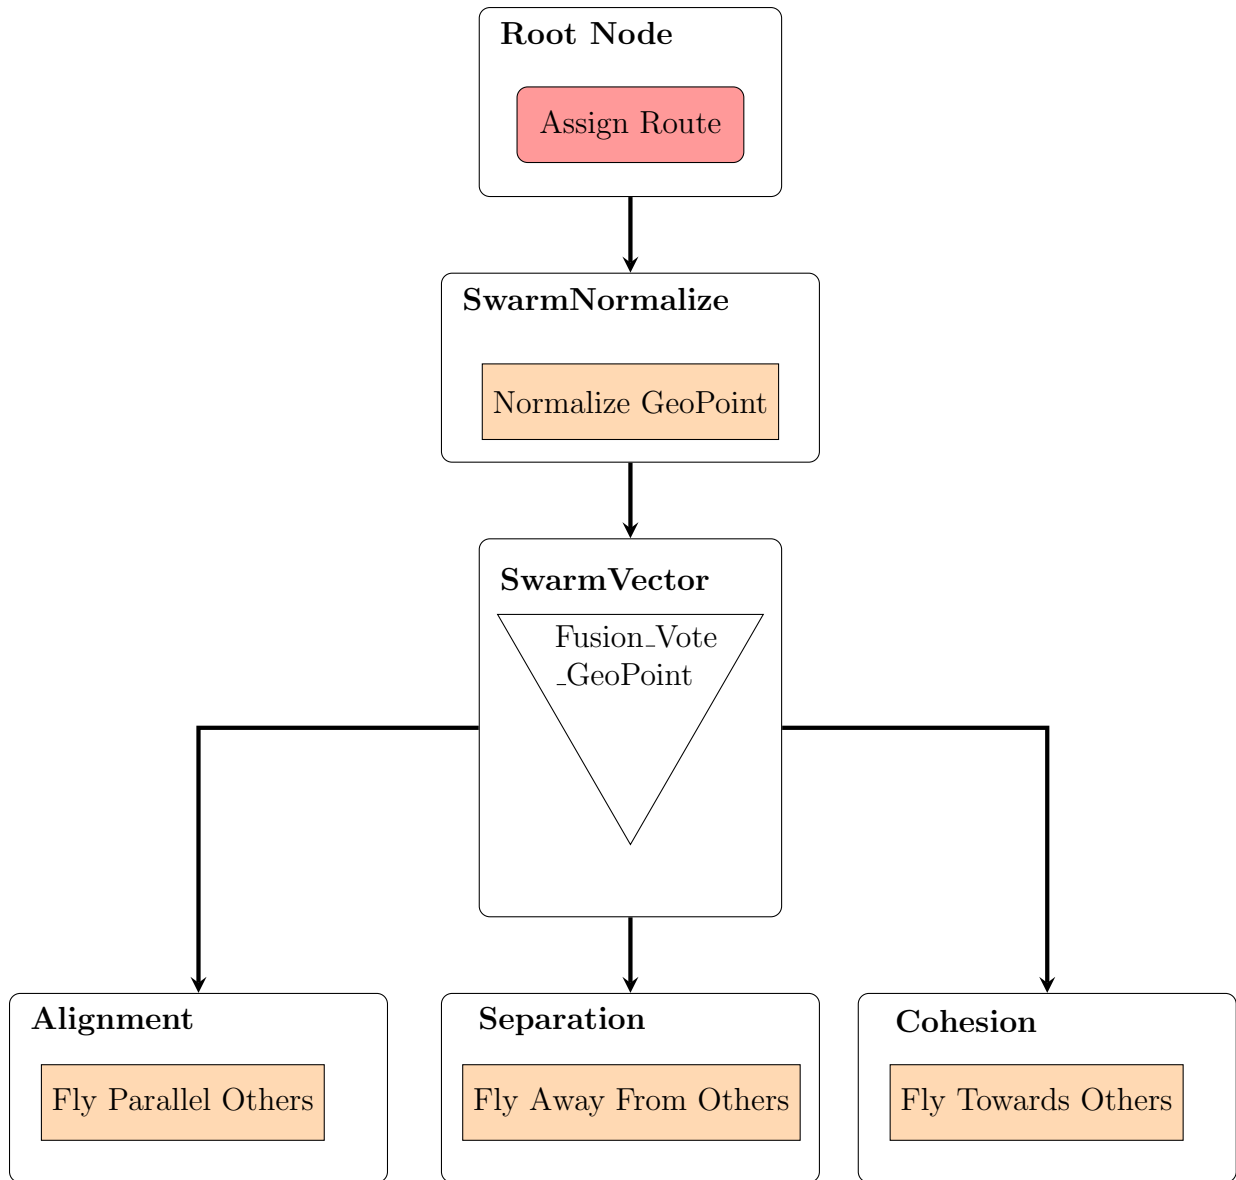 Root Node
Assign Route
SwarmNormalize
Normalize GeoPoint
SwarmVector
Fusion_Vote
_GeoPoint
Alignment
Fly Parallel Others
Separation
Fly Away From Others
Cohesion
Fly Towards Others